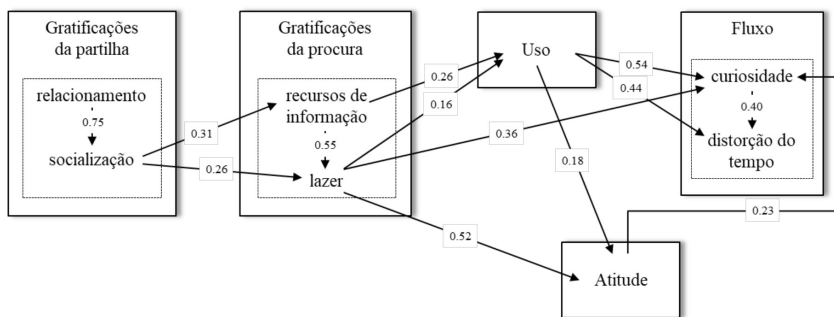 Gratificações
da partilha
relacionamento
0.75
socialização
0.31
0.26
Gratificações
da procura
recursos de
informação
0.55
lazer
0.26
0.16
0.36
0.52
Uso
0.54
0.44
0.18
Fluxo
curiosidade
0.40
distorção do
tempo
0.23
Atitude